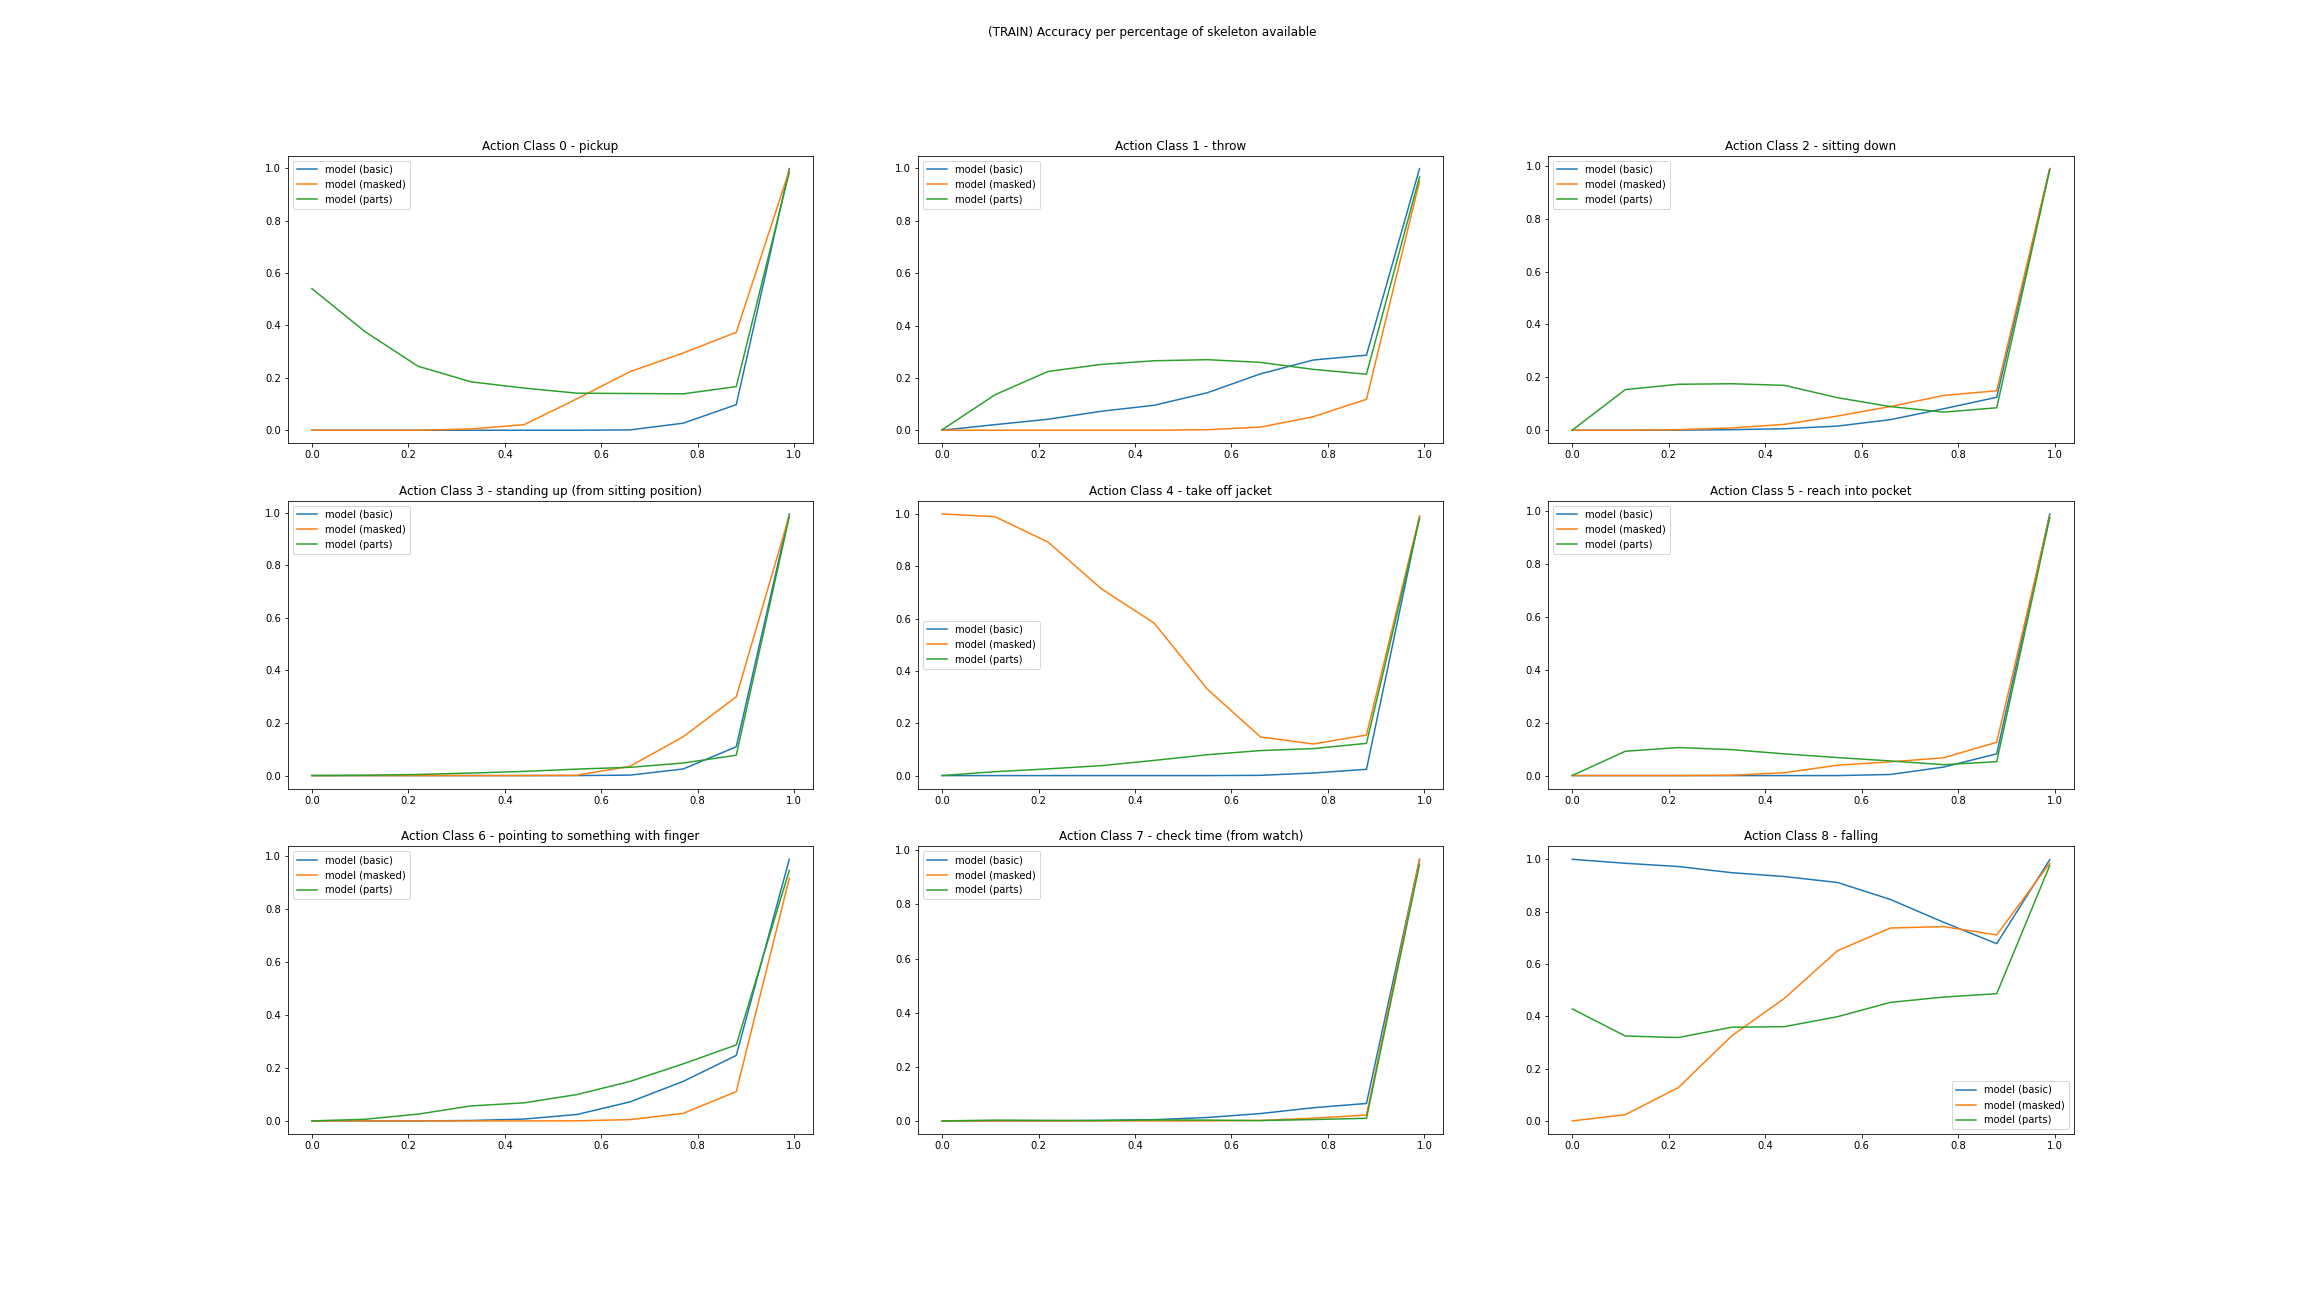 (TRAIN) Accuracy per percentage of skeleton available
Action Class 0 - pickup
model (basic)
model (masked)
model (parts)
1.0
0.8
0.6
0.4
0.2
0.0
0.0 0.2 0.4 0.6 0.8 1.0
Action Class 1 - throw
model (basic)
model (masked)
model (parts)
1.0
0.8
0.6
0.4
0.2
0.0
0.0 0.2 0.4 0.6 0.8 1.0
Action Class 2 - sitting down
model (basic)
model (masked)
model (parts)
1.0
0.8
0.6
0.4
0.2
0.0
0.0 0.2 0.4 0.6 0.8 1.0
Action Class 3 - standing up (from sitting position)
model (basic)
model (masked)
model (parts)
1.0
0.8
0.6
0.4
0.2
0.0
0.0 0.2 0.4 0.6 0.8 1.0
Action Class 4 - take off jacket
model (basic)
model (masked)
model (parts)
1.0
0.8
0.6
0.4
0.2
0.0
0.0 0.2 0.4 0.6 0.8 1.0
Action Class 5 - reach into pocket
model (basic)
model (masked)
model (parts)
1.0
0.8
0.6
0.4
0.2
0.0
0.0 0.2 0.4 0.6 0.8 1.0
Action Class 6 - pointing to something with finger
model (basic)
model (masked)
model (parts)
1.0
0.8
0.6
0.4
0.2
0.0
0.0 0.2 0.4 0.6 0.8 1.0
Action Class 7 - check time (from watch)
model (basic)
model (masked)
model (parts)
1.0
0.8
0.6
0.4
0.2
0.0
0.0 0.2 0.4 0.6 0.8 1.0
Action Class 8 - falling
1.0
0.8
0.6
0.4
0.2
0.0
model (basic)
model (masked)
model (parts)
0.0 0.2 0.4 0.6 0.8 1.0